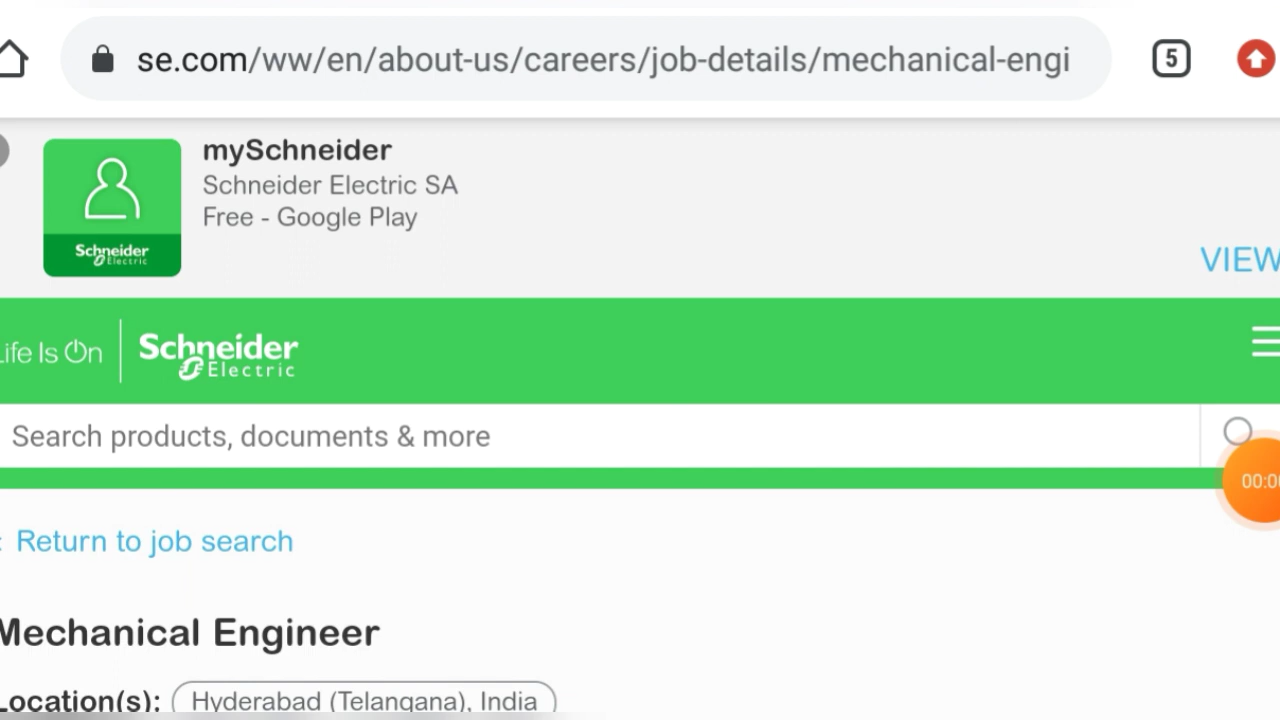 se.com/ww/en/about-us/careers/job-details/mechanical-engi
5
mySchneider
Schneider Electric SA
Free - Google Play
Schneider
Electric
VIEW
Life Is On
Schneider
Electric
Search products, documents & more
00:0
Return to job search
Mechanical Engineer
Location(s): Hyderabad (Telangana), India